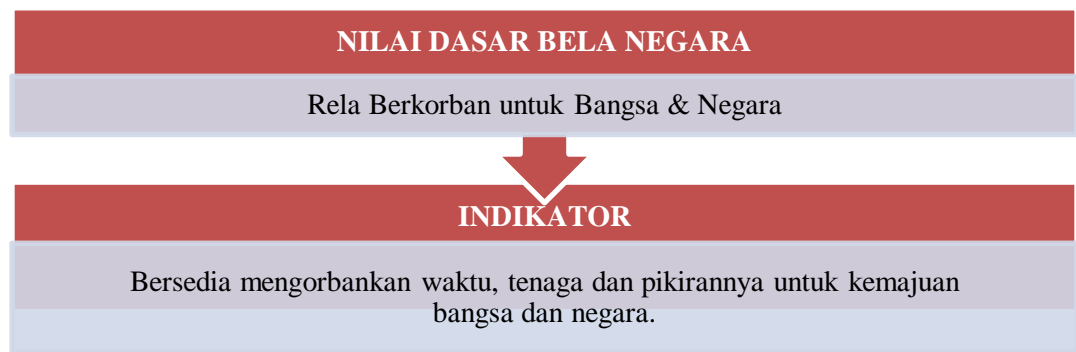 NILAI DASAR BELA NEGARA
Rela Berkorban untuk Bangsa & Negara
INDIKATOR
Bersedia mengorbankan waktu, tenaga dan pikirannya untuk kemajuan
bangsa dan negara.